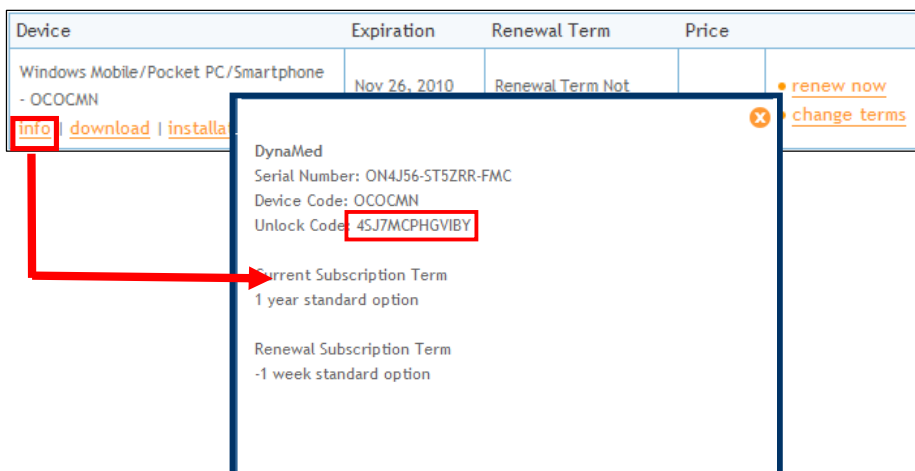 Device Expiration Renewal Term Price
Windows Mobile/Pocket PC/Smartphone
- OCOCMN
Nov 26, 2010 Renewal Term Not
• renew now
info | download | installa
• change terms
DynaMed
Serial Number: ON4J56-ST5ZRR-FMC
Device Code: OCOCMN
Unlock Code: 4SJ7MCPHGVIBY
Current Subscription Term
1 year standard option
Renewal Subscription Term
-1 week standard option